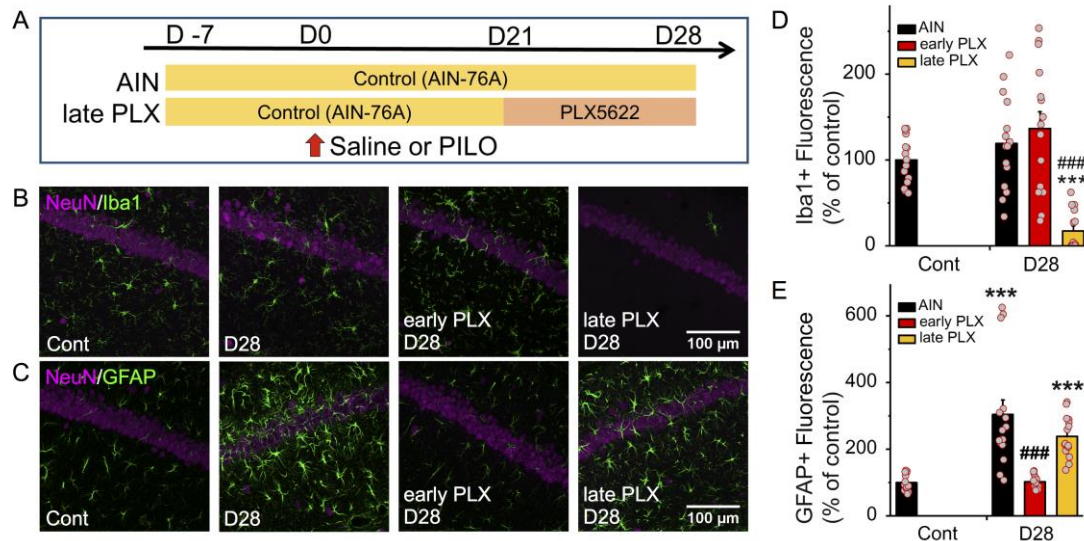 A
D -7 D0 D21 D28
AIN Control (AIN-76A)
late PLX Control (AIN-76A) PLX5622
Saline or PILO
B
NeuN/Iba1
Cont
D28
early PLX
D28
late PLX
D28
100 µm
C
NeuN/GFAP
Cont
D28
early PLX
D28
late PLX
D28
100 µm
D
Iba1+ Fluorescence
(% of control)
200
100
0
AIN
early PLX
late PLX
###
***
Cont D28
E
GFAP+ Fluorescence
(% of control)
600
400
200
0
AIN
early PLX
late PLX
***
###
***
Cont D28